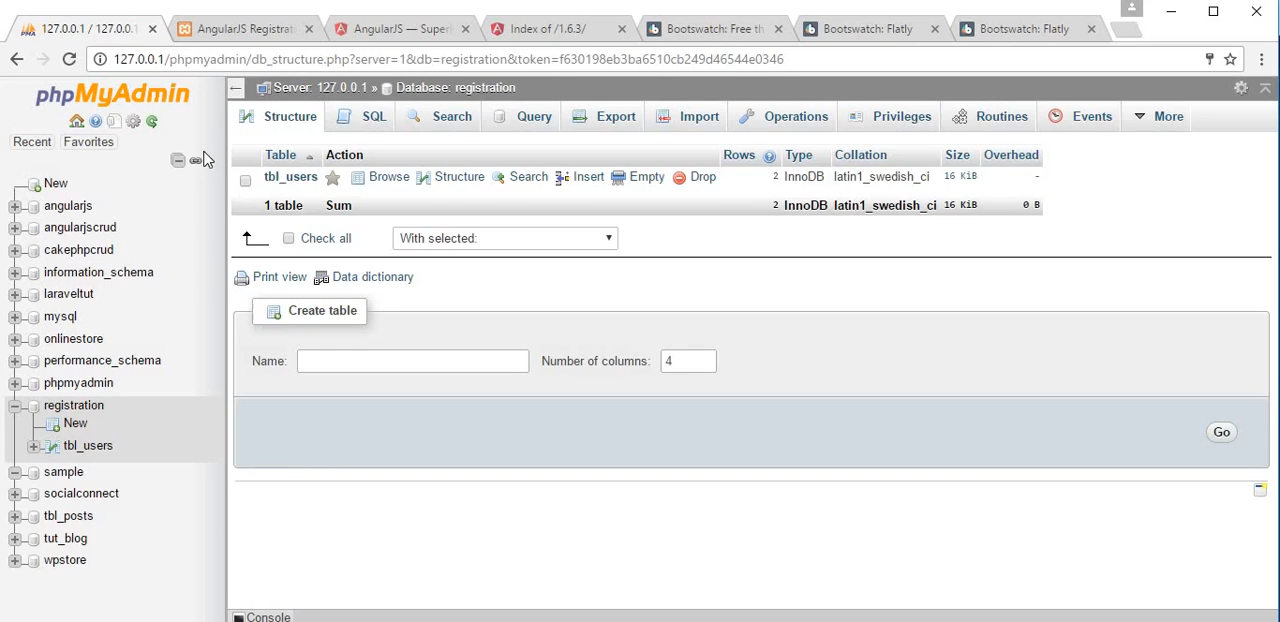 127.0.0.1 / 127.0.0.1
AngularJS Registrat
AngularJS — Super
Index of /1.6.3/
Bootswatch: Free th
Bootswatch: Flatly
Bootswatch: Flatly
127.0.0.1/phpmyadmin/db_structure.php?server=1&db=registration&token=f630198eb3ba6510cb249d46544e0346
phpMyAdmin
Recent Favorites
New
angularjs
angularjscrud
cakephpcrud
information_schema
laraveltut
mysql
onlinestore
performance_schema
phpmyadmin
registration
New
tbl_users
sample
socialconnect
tbl_posts
tut_blog
wpstore
Server: 127.0.0.1 » Database: registration
Structure SQL Search Query Export Import Operations Privileges Routines Events More
Table Action Rows Type Collation Size Overhead
tbl_users Browse Structure Search Insert Empty Drop 2 InnoDB latin1_swedish_ci 16 KiB -
1 table Sum 2 InnoDB latin1_swedish_ci 16 KiB 0 B
Check all With selected:
Print view Data dictionary
Create table
Name: Number of columns: 4
Go
Console